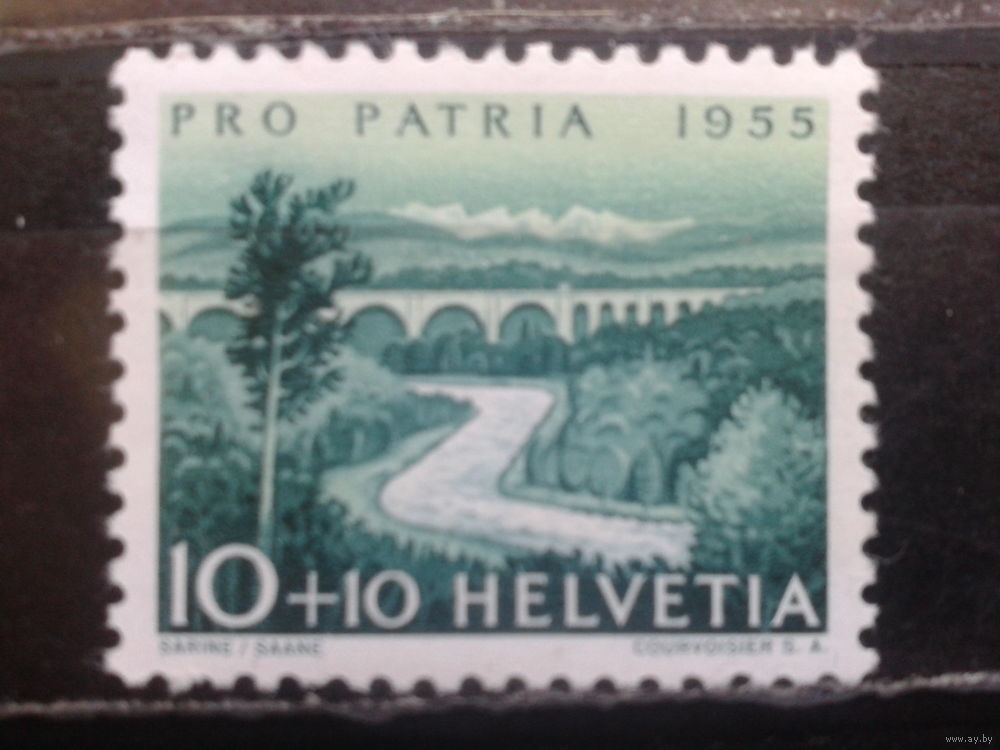 PRO PATRIA 1955
10+10 HELVETIA
SARINE / SAANE COURVOISIER S. A.
www.ay.by